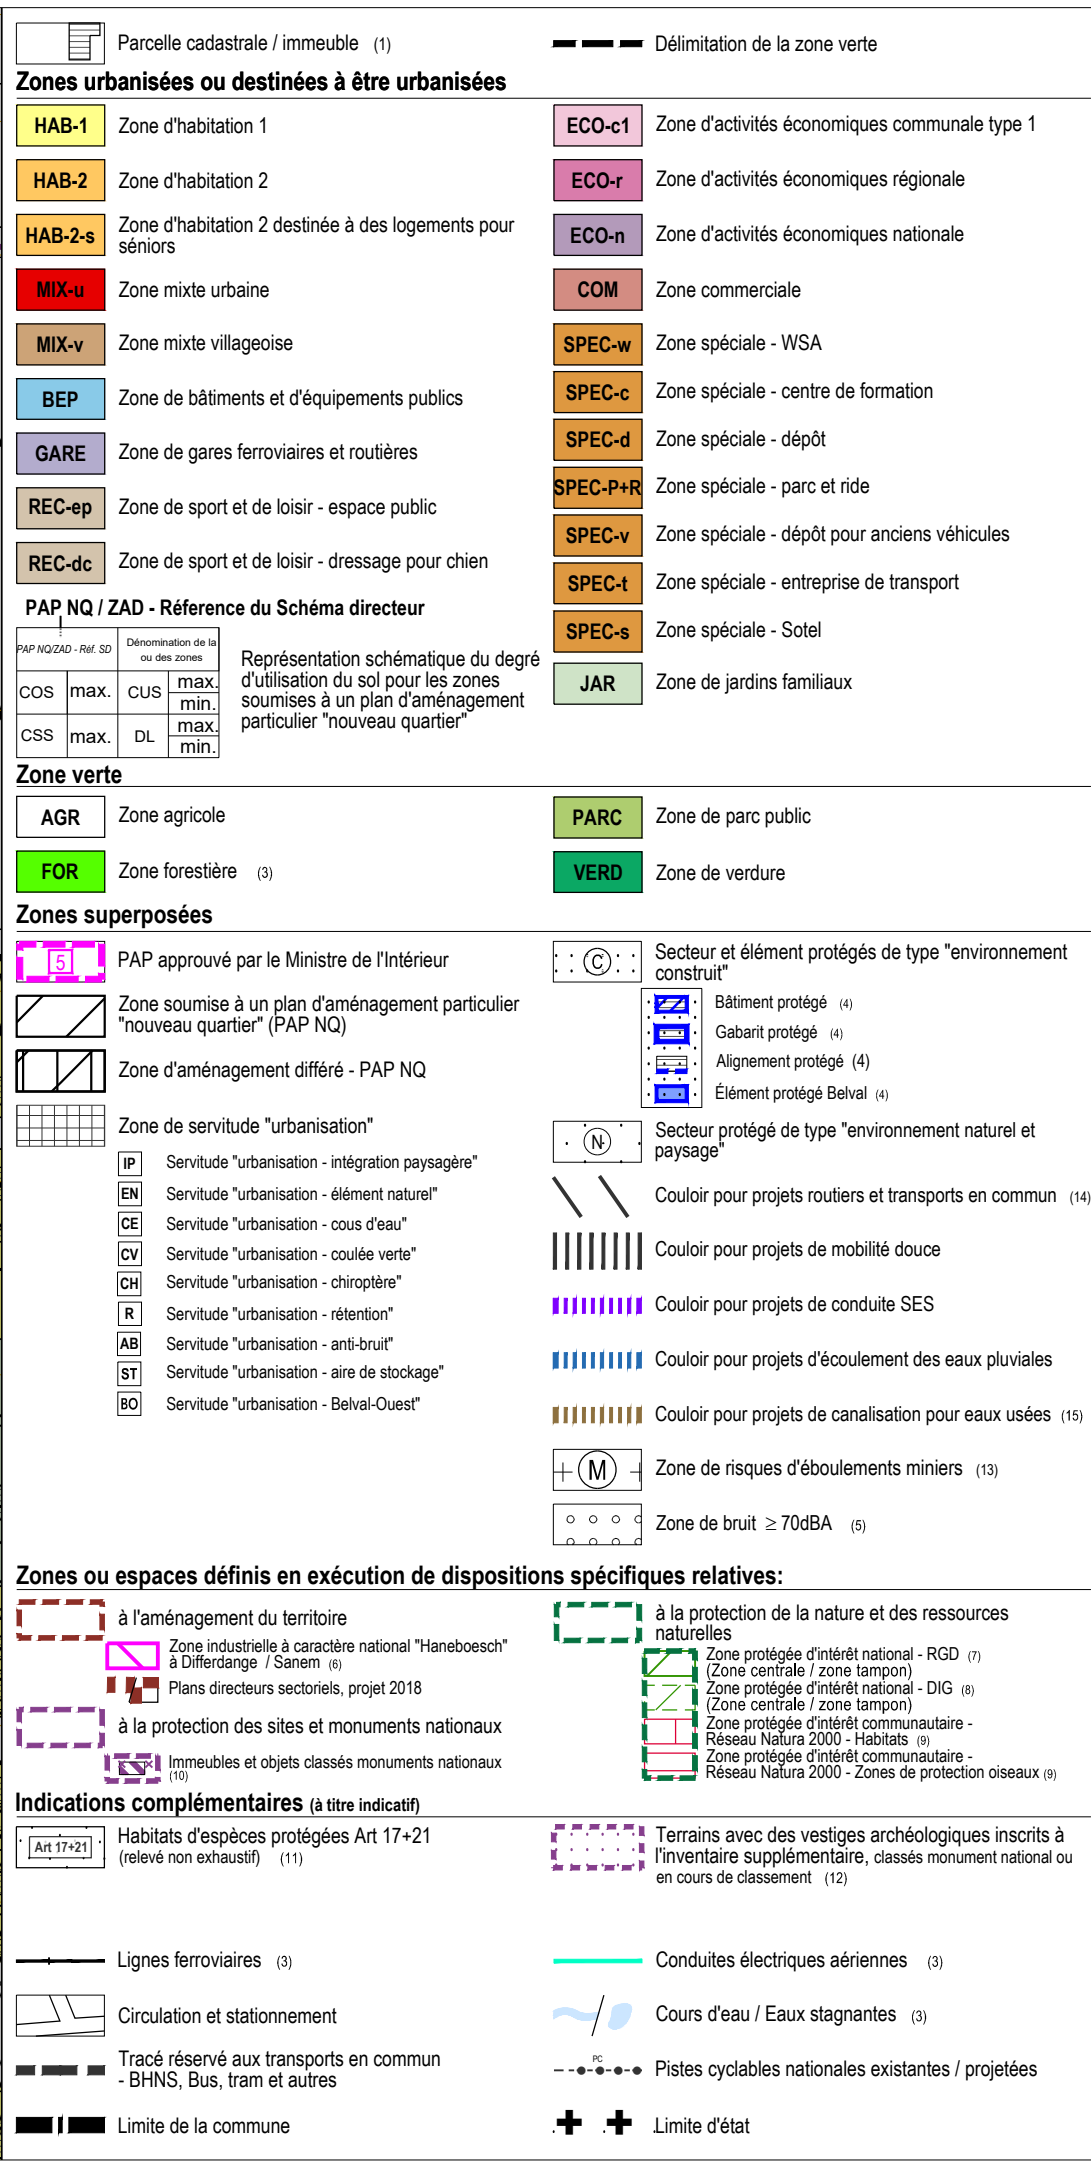 Parcelle cadastrale / immeuble (1)
Délimitation de la zone verte
Zones urbanisées ou destinées à être urbanisées
HAB-1 Zone d'habitation 1
HAB-2 Zone d'habitation 2
HAB-2-s Zone d'habitation 2 destinée à des logements pour
séniors
MIX-u Zone mixte urbaine
MIX-v Zone mixte villageoise
BEP Zone de bâtiments et d'équipements publics
GARE Zone de gares ferroviaires et routières
REC-ep Zone de sport et de loisir - espace public
REC-dc Zone de sport et de loisir - dressage pour chien
ECO-c1 Zone d'activités économiques communale type 1
ECO-r Zone d'activités économiques régionale
ECO-n Zone d'activités économiques nationale
COM Zone commerciale
SPEC-w Zone spéciale - WSA
SPEC-c Zone spéciale - centre de formation
SPEC-d Zone spéciale - dépôt
SPEC-P+R Zone spéciale - parc et ride
SPEC-v Zone spéciale - dépôt pour anciens véhicules
SPEC-t Zone spéciale - entreprise de transport
SPEC-s Zone spéciale - Sotel
JAR Zone de jardins familiaux
PAP NQ / ZAD - Réference du Schéma directeur
PAP NQ/ZAD - Réf. SD
Dénomination de la
ou des zones
COS max. CUS max.
min.
CSS max. DL max.
min.
Représentation schématique du degré
d'utilisation du sol pour les zones
soumises à un plan d'aménagement
particulier "nouveau quartier"
Zone verte
AGR Zone agricole
FOR Zone forestière (3)
PARC Zone de parc public
VERD Zone de verdure
Zones superposées
5 PAP approuvé par le Ministre de l'Intérieur
Zone soumise à un plan d'aménagement particulier
"nouveau quartier" (PAP NQ)
Zone d'aménagement différé - PAP NQ
Zone de servitude "urbanisation"
IP Servitude "urbanisation - intégration paysagère"
EN Servitude "urbanisation - élément naturel"
CE Servitude "urbanisation - cous d'eau"
CV Servitude "urbanisation - coulée verte"
CH Servitude "urbanisation - chiroptère"
R Servitude "urbanisation - rétention"
AB Servitude "urbanisation - anti-bruit"
ST Servitude "urbanisation - aire de stockage"
BO Servitude "urbanisation - Belval-Ouest"
C Secteur et élément protégés de type "environnement
construit"
Bâtiment protégé (4)
Gabarit protégé (4)
Alignement protégé (4)
Élément protégé Belval (4)
N Secteur protégé de type "environnement naturel et
paysage"
Couloir pour projets routiers et transports en commun (14)
Couloir pour projets de mobilité douce
Couloir pour projets de conduite SES
Couloir pour projets d'écoulement des eaux pluviales
Couloir pour projets de canalisation pour eaux usées (15)
M Zone de risques d'éboulements miniers (13)
Zone de bruit ≥ 70dBA (5)
Zones ou espaces définis en exécution de dispositions spécifiques relatives:
à l'aménagement du territoire
Zone industielle à caractère national "Haneboesch"
à Differdange / Sanem (6)
Plans directeurs sectoriels, projet 2018
à la protection des sites et monuments nationaux
Immeubles et objets classés monuments nationaux
(10)
à la protection de la nature et des ressources
naturelles
Zone protégée d'intérêt national - RGD (7)
(Zone centrale / zone tampon)
Zone protégée d'intérêt national - DIG (8)
(Zone centrale / zone tampon)
Zone protégée d'intérêt communautaire -
Réseau Natura 2000 - Habitats (9)
Zone protégée d'intérêt communautaire -
Réseau Natura 2000 - Zones de protection oiseaux (9)
Indications complémentaires (à titre indicatif)
Art 17+21 Habitats d'espèces protégées Art 17+21
(relevé non exhaustif) (11)
Terrains avec des vestiges archéologiques inscrits à
l'inventaire supplémentaire, classés monument national ou
en cours de classement (12)
Lignes ferroviaires (3)
Conduites électriques aériennes (3)
Circulation et stationnement
Cours d'eau / Eaux stagnantes (3)
Tracé réservé aux transports en commun
- BHNS, Bus, tram et autres
PC Pistes cyclables nationales existantes / projetées
Limite de la commune
Limite d'état